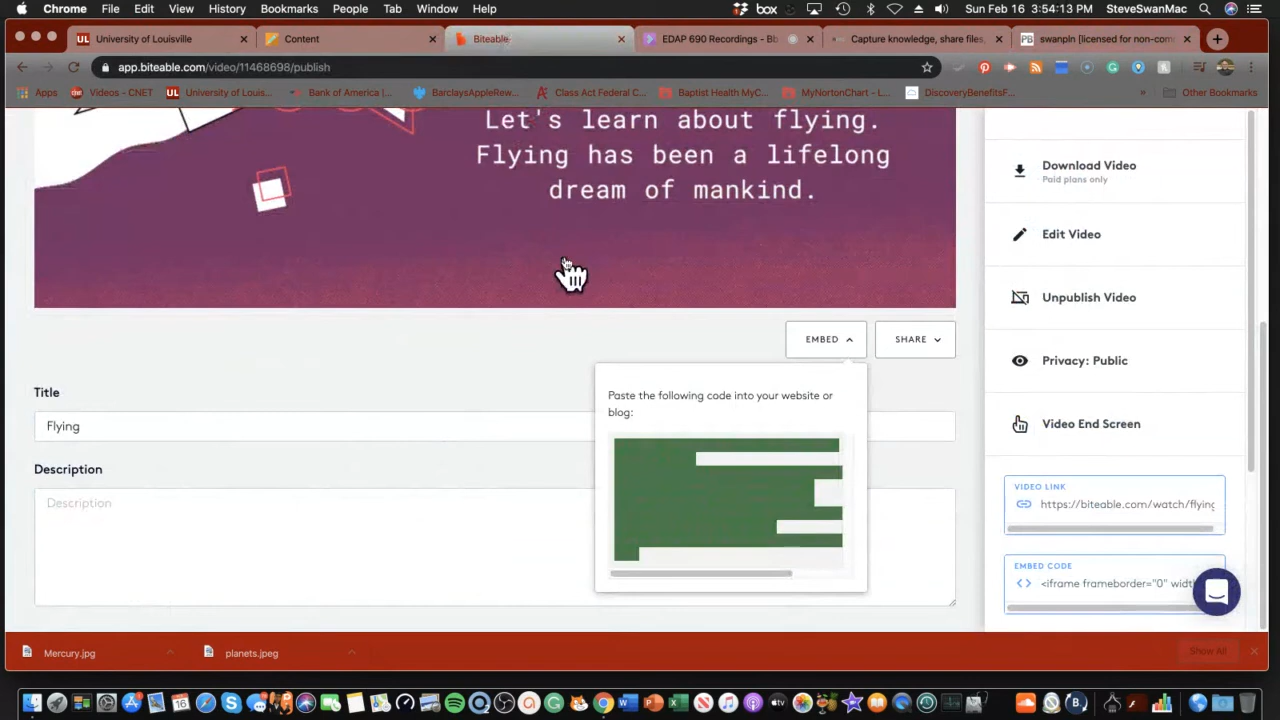 Chrome File Edit View History Bookmarks People Tab Window Help box Sun Feb 16 3:54:13 PM SteveSwanMac
University of Louisville Content Biteable EDAP 690 Recordings - Bb Capture knowledge, share files, swanpln [licensed for non-com
app.biteable.com/video/11468698/publish
Apps Videos - CNET University of Louis... Bank of America |... BarclaysAppleRew... Class Act Federal C... Baptist Health MyC... MyNortonChart - L... DiscoveryBenefitsF... » Other Bookmarks
Let's learn about flying.
Flying has been a lifelong
dream of mankind.
Download Video
Paid plans only
Edit Video
Unpublish Video
Privacy: Public
Video End Screen
VIDEO LINK
https://biteable.com/watch/flying
EMBED CODE
<iframe frameborder="0" widt
EMBED SHARE
Paste the following code into your website or
blog:
Title
Flying
Description
Description
Mercury.jpg planets.jpeg Show All